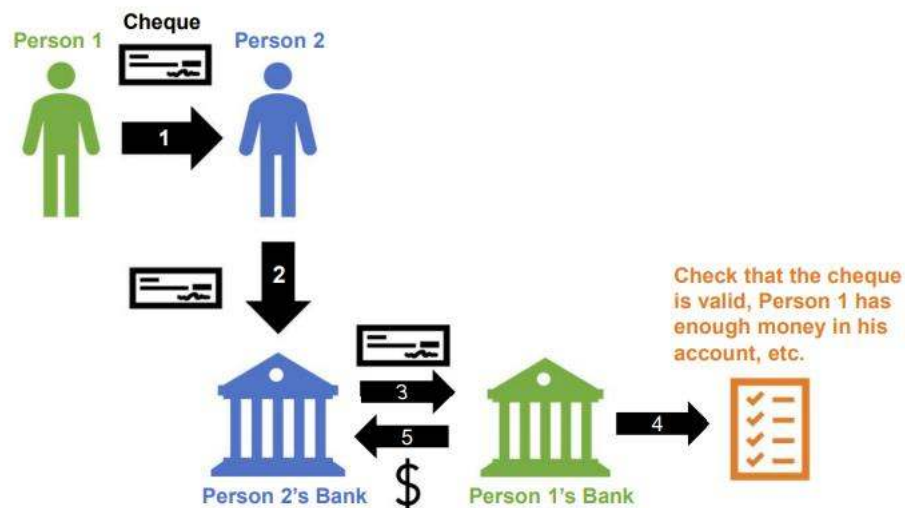 Cheque
Person 1
Person 2
1
2
Check that the cheque
is valid, Person 1 has
enough money in his
account, etc.
3
4
5
$
Person 2's Bank
Person 1's Bank